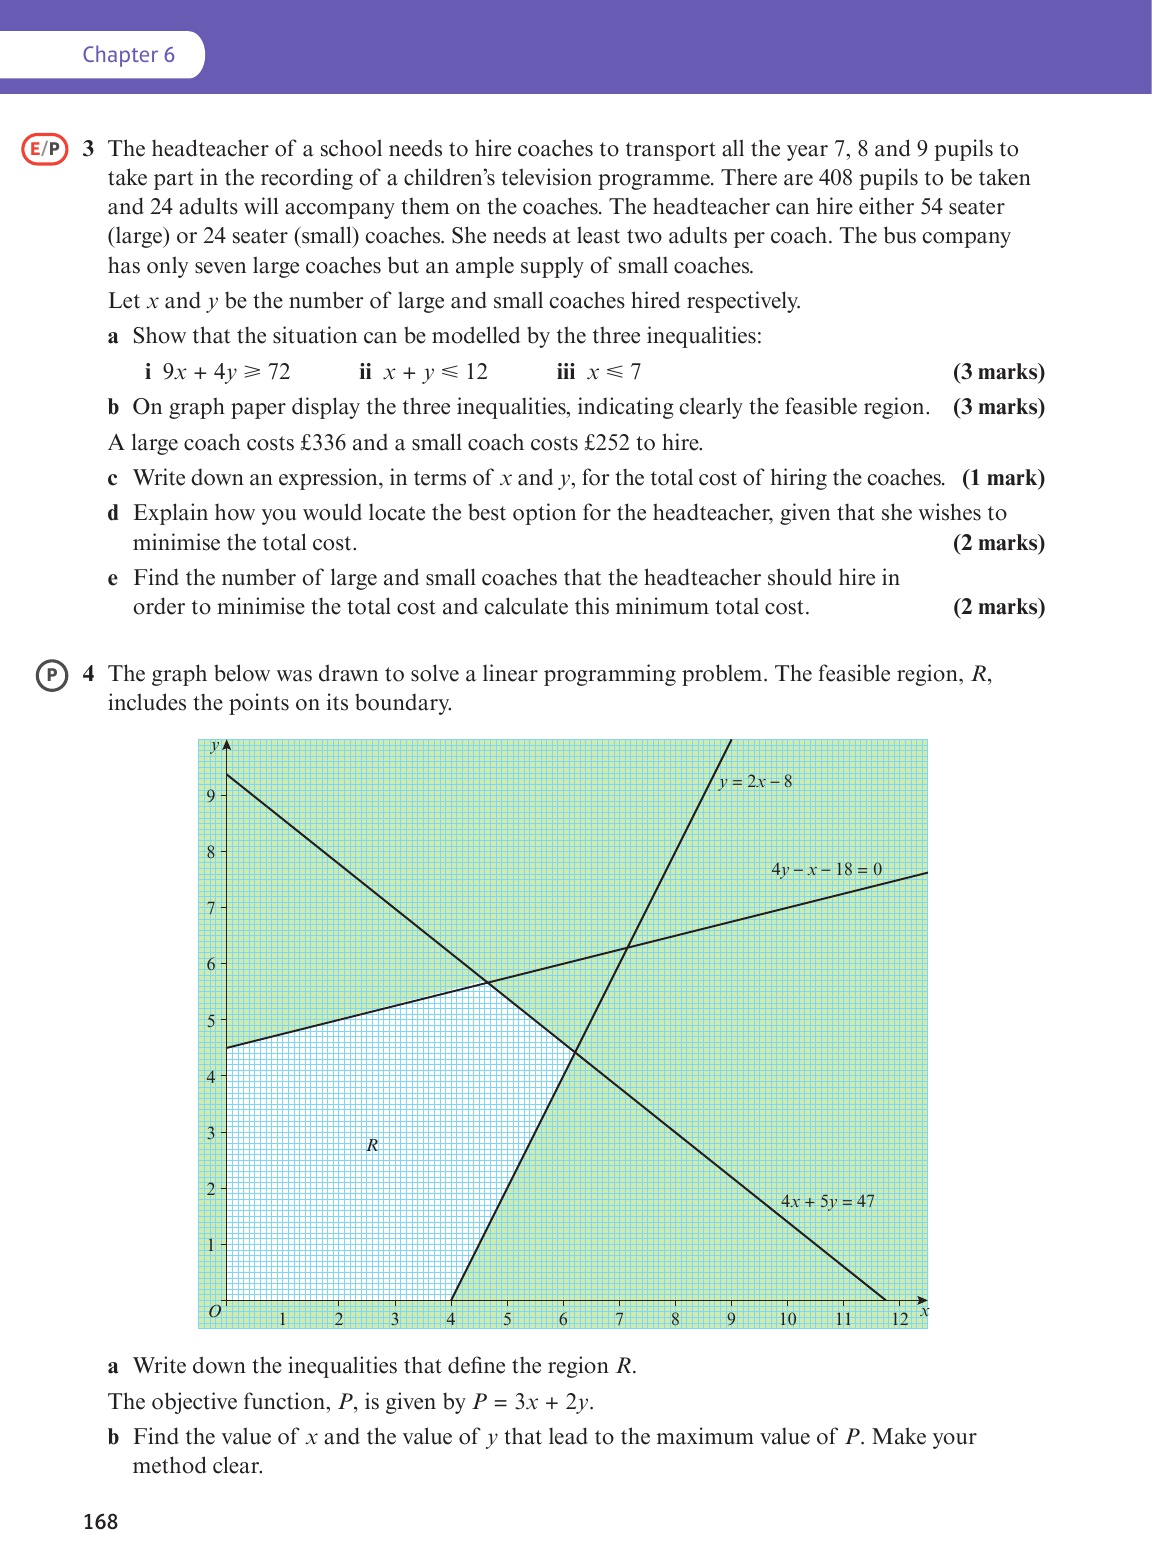 Chapter 6
E/P 3 The headteacher of a school needs to hire coaches to transport all the year 7, 8 and 9 pupils to
take part in the recording of a children’s television programme. There are 408 pupils to be taken
and 24 adults will accompany them on the coaches. The headteacher can hire either 54 seater
(large) or 24 seater (small) coaches. She needs at least two adults per coach. The bus company
has only seven large coaches but an ample supply of small coaches.
Let x and y be the number of large and small coaches hired respectively.
a Show that the situation can be modelled by the three inequalities:
i 9x + 4y ⩾ 72 ii x + y ⩽ 12 iii x ⩽ 7 (3 marks)
b On graph paper display the three inequalities, indicating clearly the feasible region. (3 marks)
A large coach costs £336 and a small coach costs £252 to hire.
c Write down an expression, in terms of x and y, for the total cost of hiring the coaches. (1 mark)
d Explain how you would locate the best option for the headteacher, given that she wishes to
minimise the total cost. (2 marks)
e Find the number of large and small coaches that the headteacher should hire in
order to minimise the total cost and calculate this minimum total cost. (2 marks)
P 4 The graph below was drawn to solve a linear programming problem. The feasible region, R,
includes the points on its boundary.
y
y = 2x – 8
9
8
4y – x – 18 = 0
7
6
5
4
3
R
2
4x + 5y = 47
1
O 1 2 3 4 5 6 7 8 9 10 11 12 x
a Write down the inequalities that define the region R.
The objective function, P, is given by P = 3x + 2y.
b Find the value of x and the value of y that lead to the maximum value of P. Make your
method clear.
168